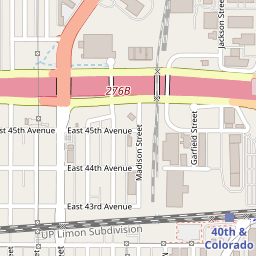 Jackson Street
276B
East 45th Avenue
East 45th Avenue
Madison Street
Garfield Street
East 44th Avenue
East 43rd Avenue
UP Limon Subdivision
40th &
Colorado